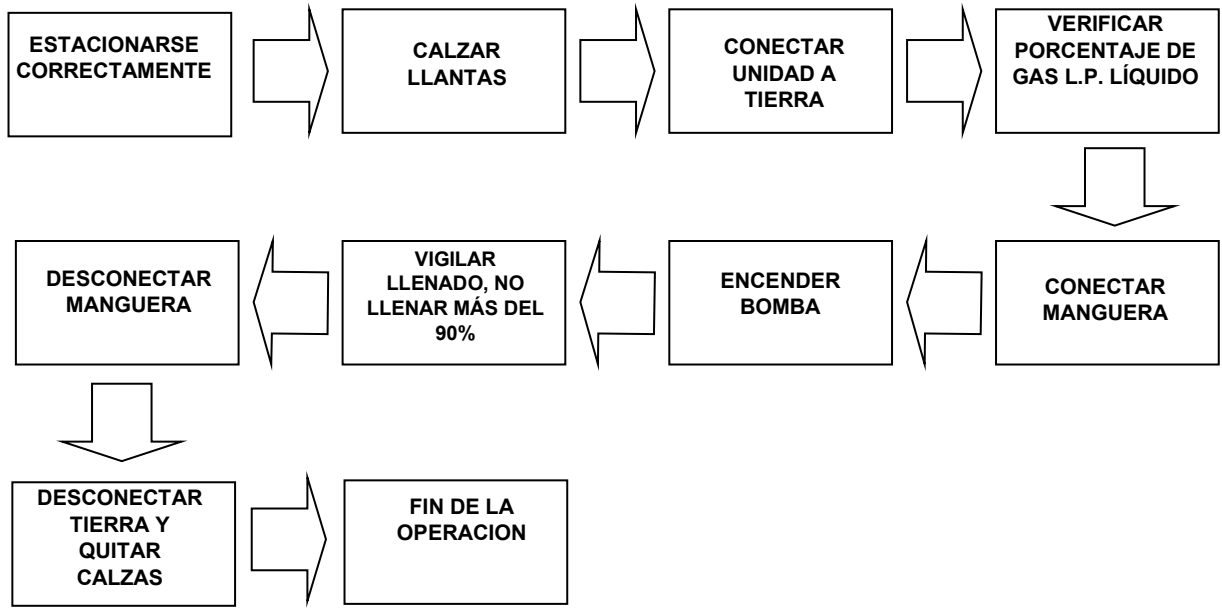 ESTACIONARSE
CORRECTAMENTE
CALZAR
LLANTAS
CONECTAR
UNIDAD A
TIERRA
VERIFICAR
PORCENTAJE DE
GAS L.P. LÍQUIDO
CONECTAR
MANGUERA
ENCENDER
BOMBA
VIGILAR
LLENADO, NO
LLENAR MÁS DEL
90%
DESCONECTAR
MANGUERA
DESCONECTAR
TIERRA Y
QUITAR
CALZAS
FIN DE LA
OPERACION